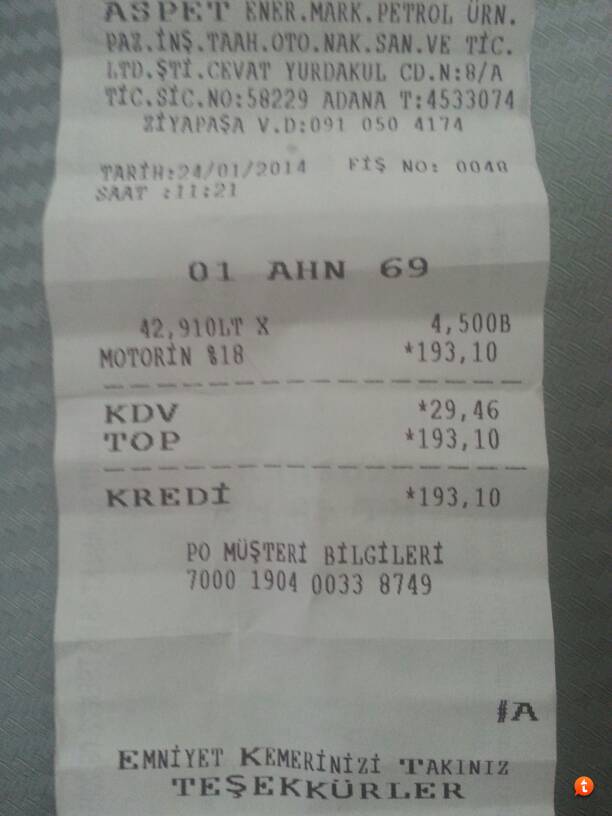 ASPET ENER.MARK.PETROL ÜRN.
PAZ.İNŞ.TAAH.OTO.NAK.SAN.VE TİC.
LTD.ŞTİ.CEVAT YURDAKUL CD.N:8/A
TİC.SİC.NO:58229 ADANA T:4533074
ZİYAPAŞA V.D:091 050 4174
TARİH:24/01/2014 FİŞ NO: 0048
SAAT :11:21
01 AHN 69
42,910LT X 4,500B
MOTORİN %18 *193,10
KDV *29,46
TOP *193,10
KREDİ *193,10
PO MÜŞTERİ BİLGİLERİ
7000 1904 0033 8749
#A
EMNİYET KEMERİNİZİ TAKINIZ
TEŞEKKÜRLER
t